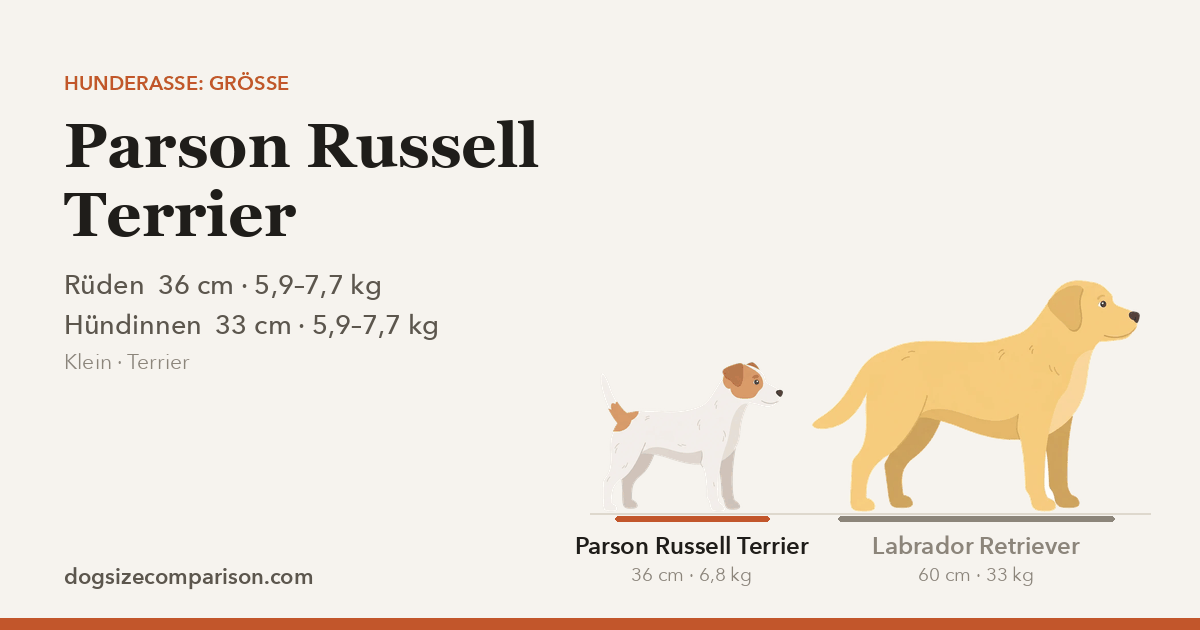 HUNDERASSE: GRÖSSE
Parson Russell
Terrier
Rüden 36 cm · 5,9–7,7 kg
Hündinnen 33 cm · 5,9–7,7 kg
Klein · Terrier
Parson Russell Terrier
36 cm · 6,8 kg
Labrador Retriever
60 cm · 33 kg
dogsizecomparison.com